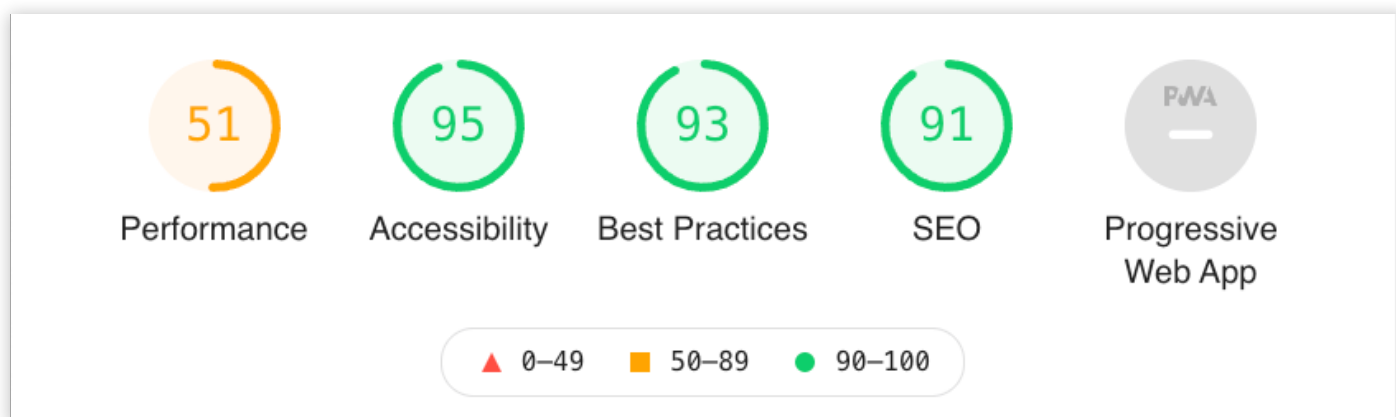 51 95 93 91 PWA
Performance Accessibility Best Practices SEO Progressive
Web App
0–49 50–89 90–100